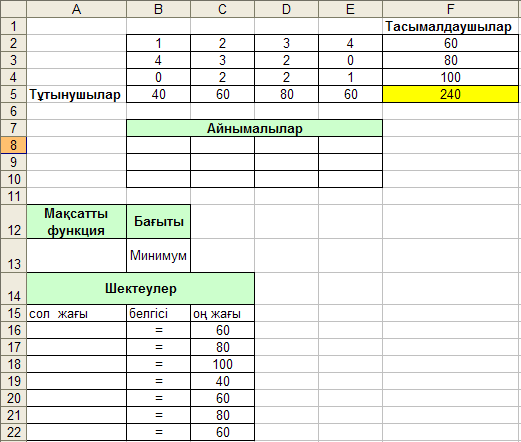 A B C D E F
1 Тасымалдаушылар
2 1 2 3 4 60
3 4 3 2 0 80
4 0 2 2 1 100
5 Тұтынушылар 40 60 80 60 240
6
7 Айнымалылар
8
9
10
11
12 Мақсатты функция Бағыты
13 Минимум
14 Шектеулер
15 сол жағы белгісі оң жағы
16 = 60
17 = 80
18 = 100
19 = 40
20 = 60
21 = 80
22 = 60